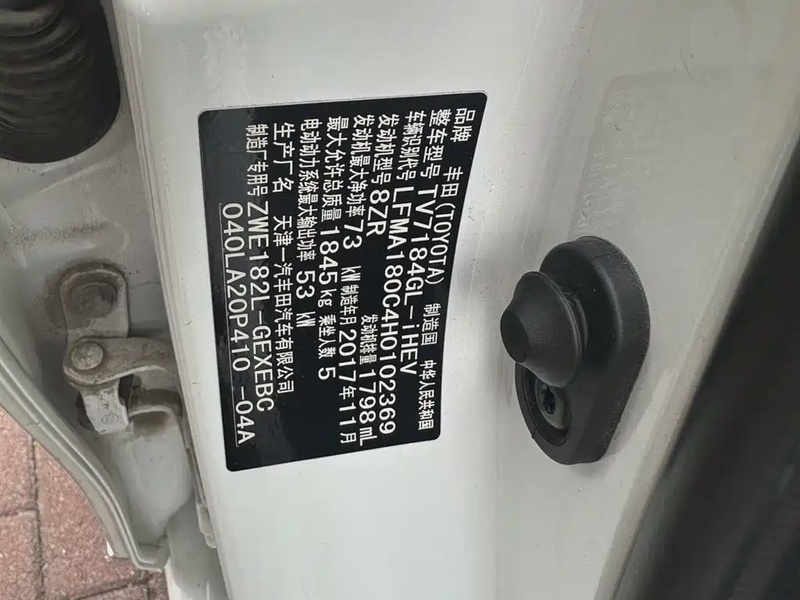 品牌 丰田(TOYOTA) 制造国 中华人民共和国
整车型号 TV7184GL-iHEV
车辆识别代号 LFMA180C4H0102369
发动机型号 8ZR 发动机排量 1798 mL
发动机最大净功率 73 kW 制造年月 2017年11月
最大允许总质量 1845 kg 乘坐人数 5
电动动力系统最大输出功率 53 kW
生产厂名 天津一汽丰田汽车有限公司
制造厂专用号 ZWE182L-GEXEBC
040LA20P410 -04A